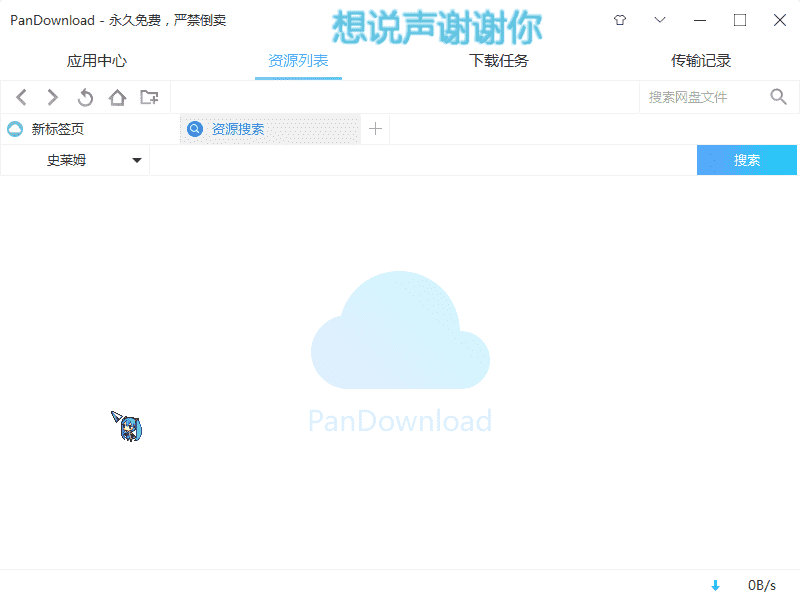 PanDownload - 永久免费，严禁倒卖
想说声谢谢你
应用中心 资源列表 下载任务 传输记录
搜索网盘文件
新标签页 资源搜索
史莱姆 搜索
PanDownload
0B/s